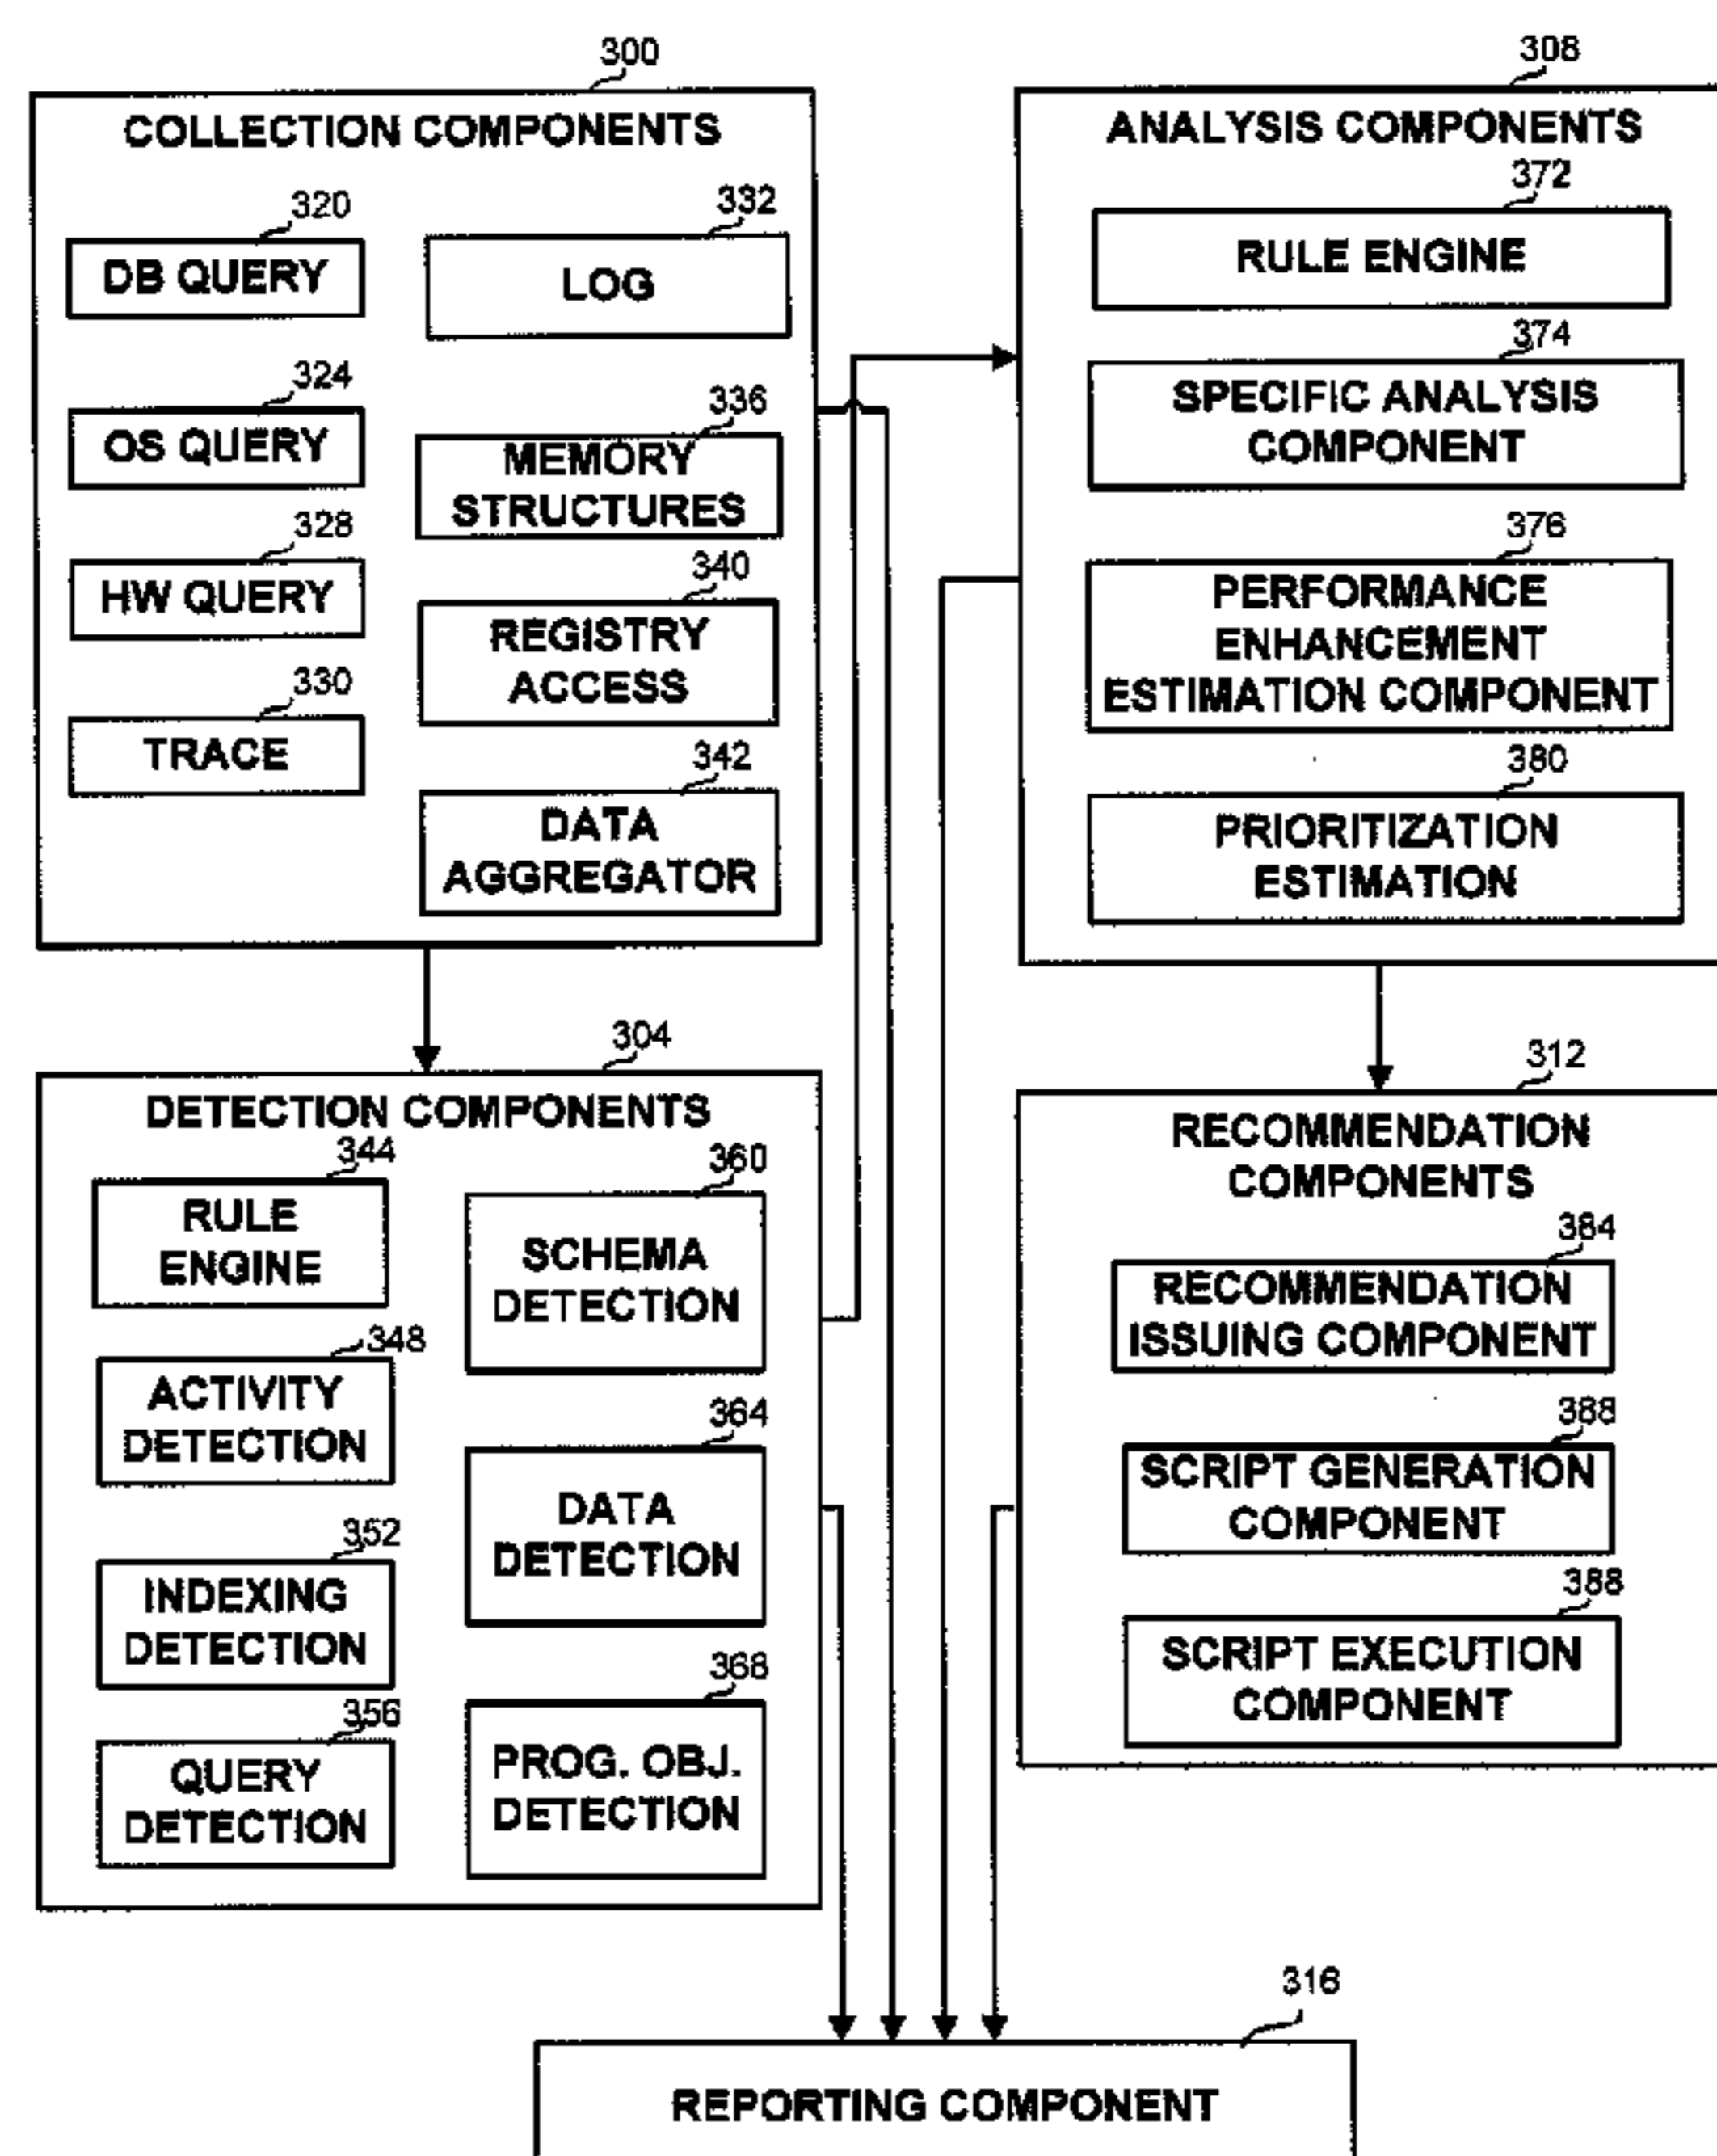 300
COLLECTION COMPONENTS
320
DB QUERY
324
OS QUERY
328
HW QUERY
330
TRACE
332
LOG
336
MEMORY
STRUCTURES
340
REGISTRY
ACCESS
342
DATA
AGGREGATOR
304
DETECTION COMPONENTS
344
RULE
ENGINE
348
ACTIVITY
DETECTION
352
INDEXING
DETECTION
356
QUERY
DETECTION
360
SCHEMA
DETECTION
364
DATA
DETECTION
368
PROG. OBJ.
DETECTION
308
ANALYSIS COMPONENTS
372
RULE ENGINE
374
SPECIFIC ANALYSIS
COMPONENT
376
PERFORMANCE
ENHANCEMENT
ESTIMATION COMPONENT
380
PRIORITIZATION
ESTIMATION
312
RECOMMENDATION
COMPONENTS
384
RECOMMENDATION
ISSUING COMPONENT
388
SCRIPT GENERATION
COMPONENT
388
SCRIPT EXECUTION
COMPONENT
316
REPORTING COMPONENT